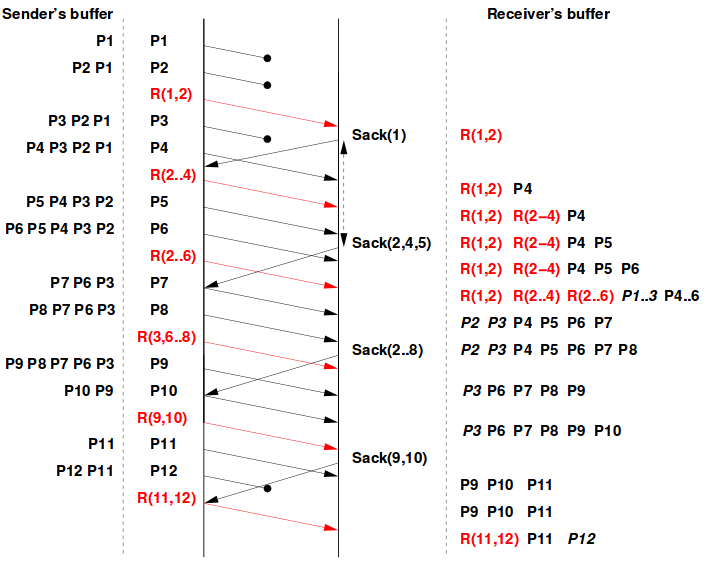 Sender's buffer Receiver's buffer
P1 P1
P2 P1 P2
R(1,2)
P3 P2 P1 P3 Sack(1) R(1,2)
P4 P3 P2 P1 P4
R(2..4) R(1,2) P4
P5 P4 P3 P2 P5 R(1,2) R(2–4) P4
P6 P5 P4 P3 P2 P6 Sack(2,4,5) R(1,2) R(2–4) P4 P5
R(2..6) R(1,2) R(2–4) P4 P5 P6
P7 P6 P3 P7 R(1,2) R(2..4) R(2..6) P1..3 P4..6
P8 P7 P6 P3 P8 P2 P3 P4 P5 P6 P7
R(3,6..8) Sack(2..8) P2 P3 P4 P5 P6 P7 P8
P9 P8 P7 P6 P3 P9
P10 P9 P10 P3 P6 P7 P8 P9
R(9,10) P3 P6 P7 P8 P9 P10
P11 P11 Sack(9,10)
P12 P11 P12 P9 P10 P11
R(11,12) P9 P10 P11
R(11,12) P11 P12